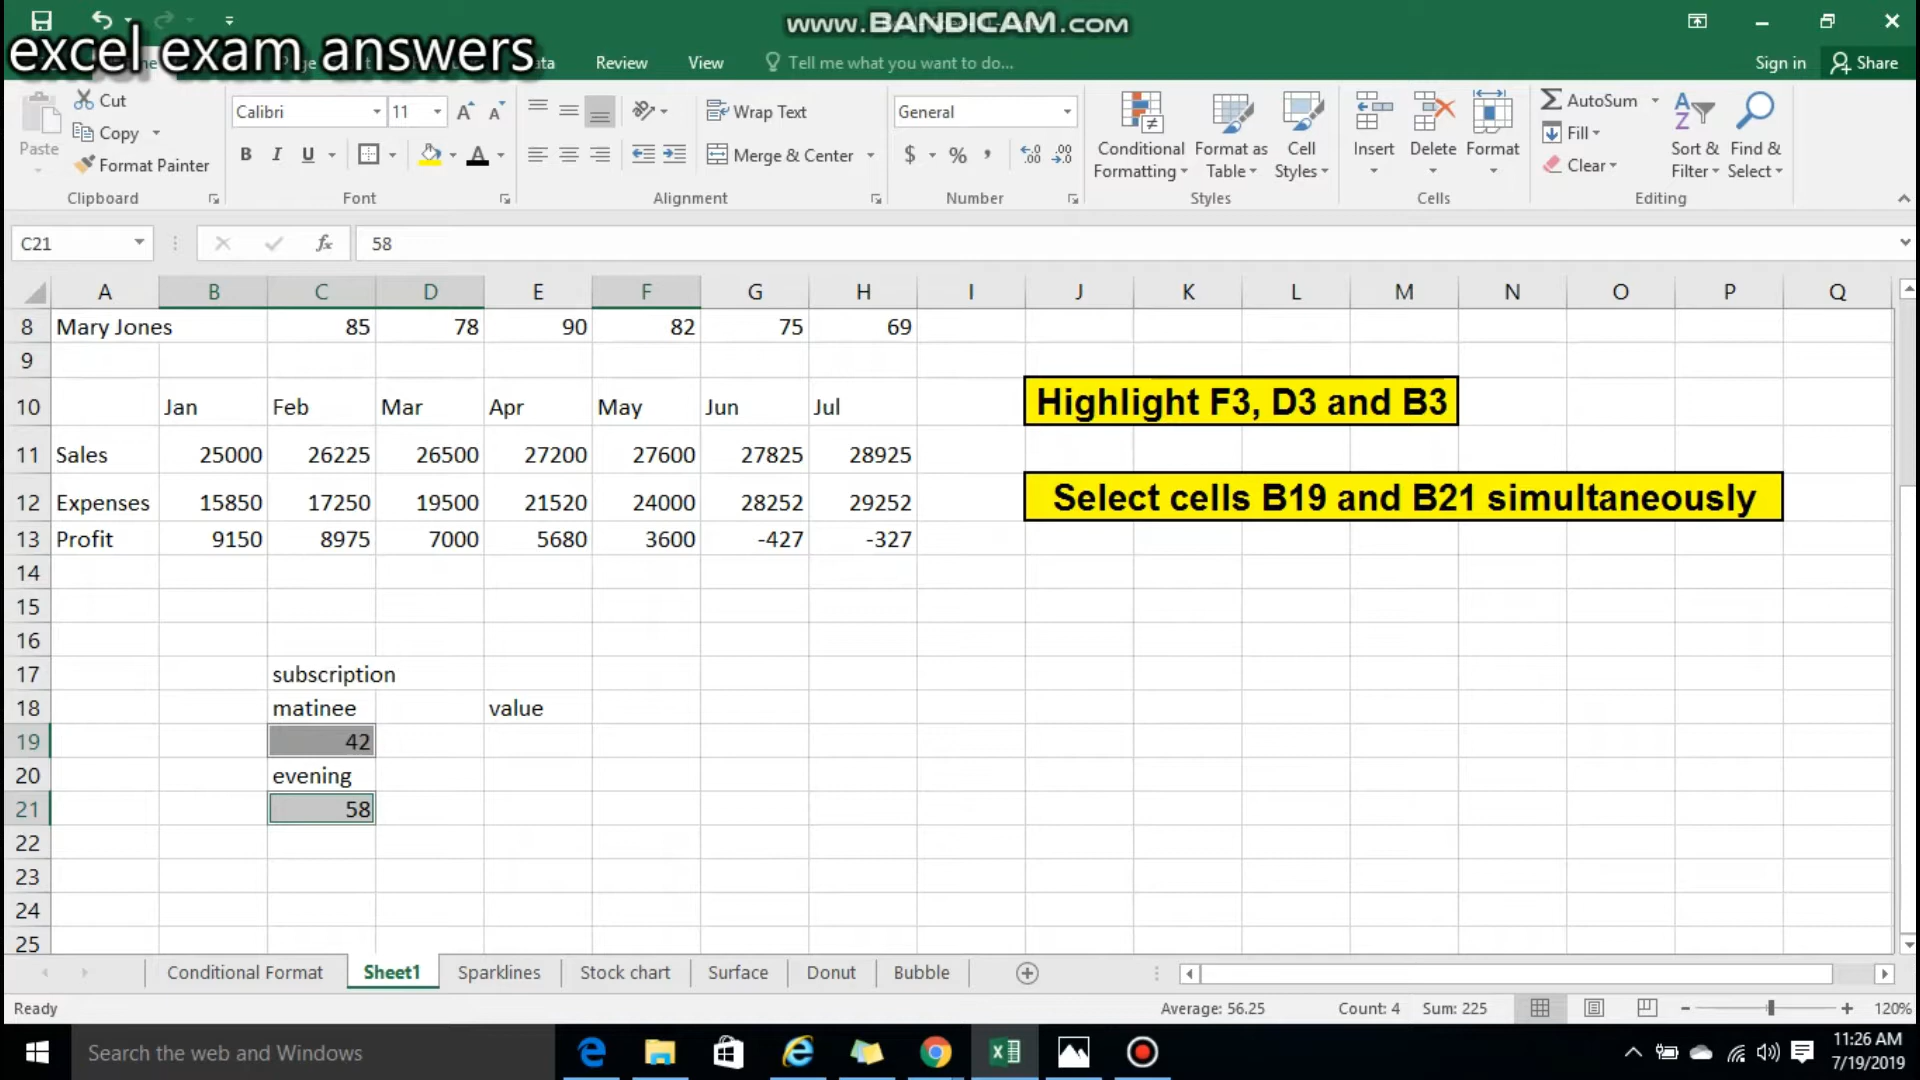 www.BANDICAM.com
excel exam answers
Review
View
Tell me what you want to do...
Sign in
Share
Paste
Cut
Copy
Format Painter
Clipboard
Calibri
11
B I U
Font
Wrap Text
Merge & Center
Alignment
General
$ % ,
Number
Conditional Formatting
Format as Table
Cell Styles
Styles
Insert
Delete
Format
Cells
AutoSum
Fill
Clear
Sort & Filter
Find & Select
Editing
C21
fx
58
A B C D E F G H I J K L M N O P Q
8 Mary Jones 85 78 90 82 75 69
9
10 Jan Feb Mar Apr May Jun Jul
Highlight F3, D3 and B3
11 Sales 25000 26225 26500 27200 27600 27825 28925
12 Expenses 15850 17250 19500 21520 24000 28252 29252
Select cells B19 and B21 simultaneously
13 Profit 9150 8975 7000 5680 3600 -427 -327
14
15
16
17 subscription
18 matinee value
19 42
20 evening
21 58
22
23
24
25
Conditional Format Sheet1 Sparklines Stock chart Surface Donut Bubble
Ready
Average: 56.25 Count: 4 Sum: 225
120%
Search the web and Windows
11:26 AM
7/19/2019